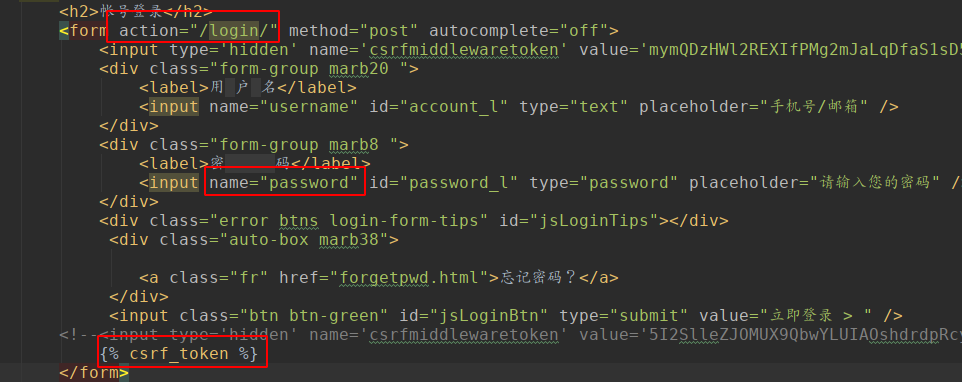 <h2>帐号登录</h2>
<form action="/login/" method="post" autocomplete="off">
<input type='hidden' name='csrfmiddlewaretoken' value='mymQDzHWl2REXIfPMg2mJaLqDfaS1sD5
<div class="form-group marb20 ">
<label>用 户 名</label>
<input name="username" id="account_l" type="text" placeholder="手机号/邮箱" />
</div>
<div class="form-group marb8 ">
<label>密 码</label>
<input name="password" id="password_l" type="password" placeholder="请输入您的密码" /
</div>
<div class="error btns login-form-tips" id="jsLoginTips"></div>
<div class="auto-box marb38">
<a class="fr" href="forgetpwd.html">忘记密码？</a>
</div>
<input class="btn btn-green" id="jsLoginBtn" type="submit" value="立即登录 > " />
<!--<input type='hidden' name='csrfmiddlewaretoken' value='5I2SlleZJOMUX9QbwYLUIAOshdrdpRcy
{% csrf_token %}
</form>